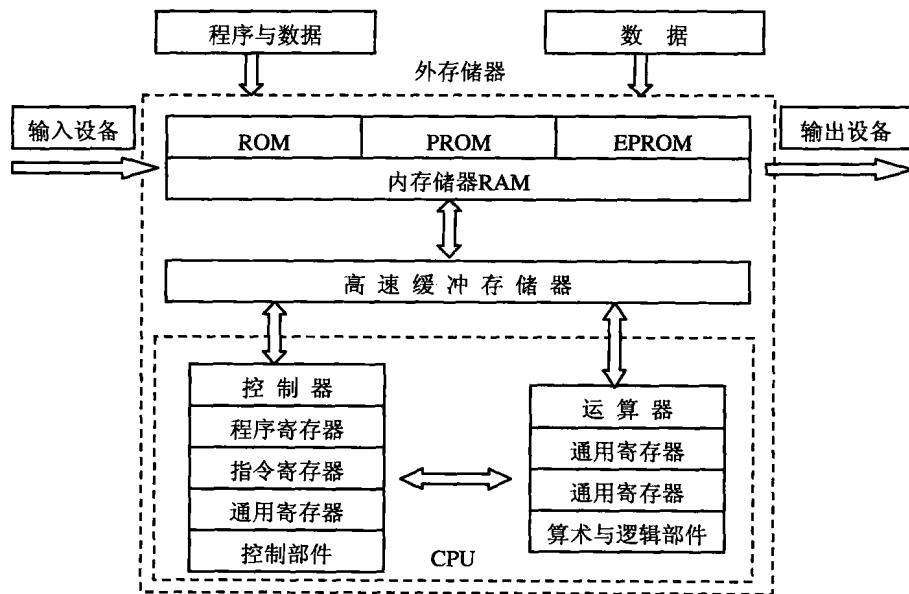 程序与数据
数 据
外存储器
输入设备
输出设备
ROM
PROM
EPROM
内存储器RAM
高速缓冲存储器
控制器
程序寄存器
指令寄存器
通用寄存器
控制部件
运算器
通用寄存器
通用寄存器
算术与逻辑部件
CPU